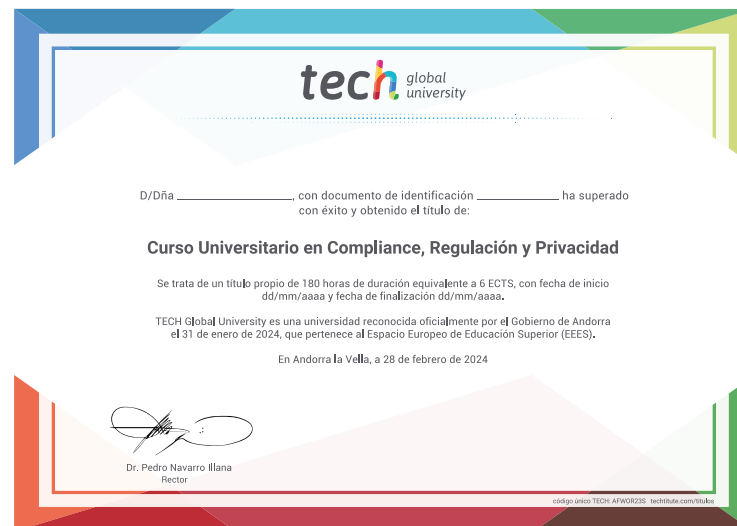 tech global university
D/Dña ____________, con documento de identificación ____________ ha superado
con éxito y obtenido el título de:
Curso Universitario en Compliance, Regulación y Privacidad
Se trata de un título propio de 180 horas de duración equivalente a 6 ECTS, con fecha de inicio
dd/mm/aaaa y fecha de finalización dd/mm/aaaa.
TECH Global University es una universidad reconocida oficialmente por el Gobierno de Andorra
el 31 de enero de 2024, que pertenece al Espacio Europeo de Educación Superior (EEES).
En Andorra la Vella, a 28 de febrero de 2024
Dr. Pedro Navarro Illana
Rector
código único TECH: AFWOR23S techtitute.com/titulos